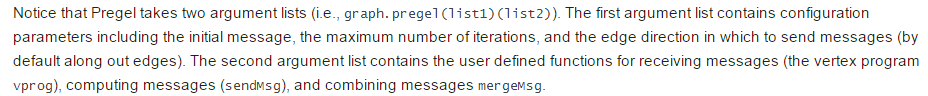 Notice that Pregel takes two argument lists (i.e., graph.pregel(list1)(list2)). The first argument list contains configuration
parameters including the initial message, the maximum number of iterations, and the edge direction in which to send messages (by
default along out edges). The second argument list contains the user defined functions for receiving messages (the vertex program
vprog), computing messages (sendMsg), and combining messages mergeMsg.